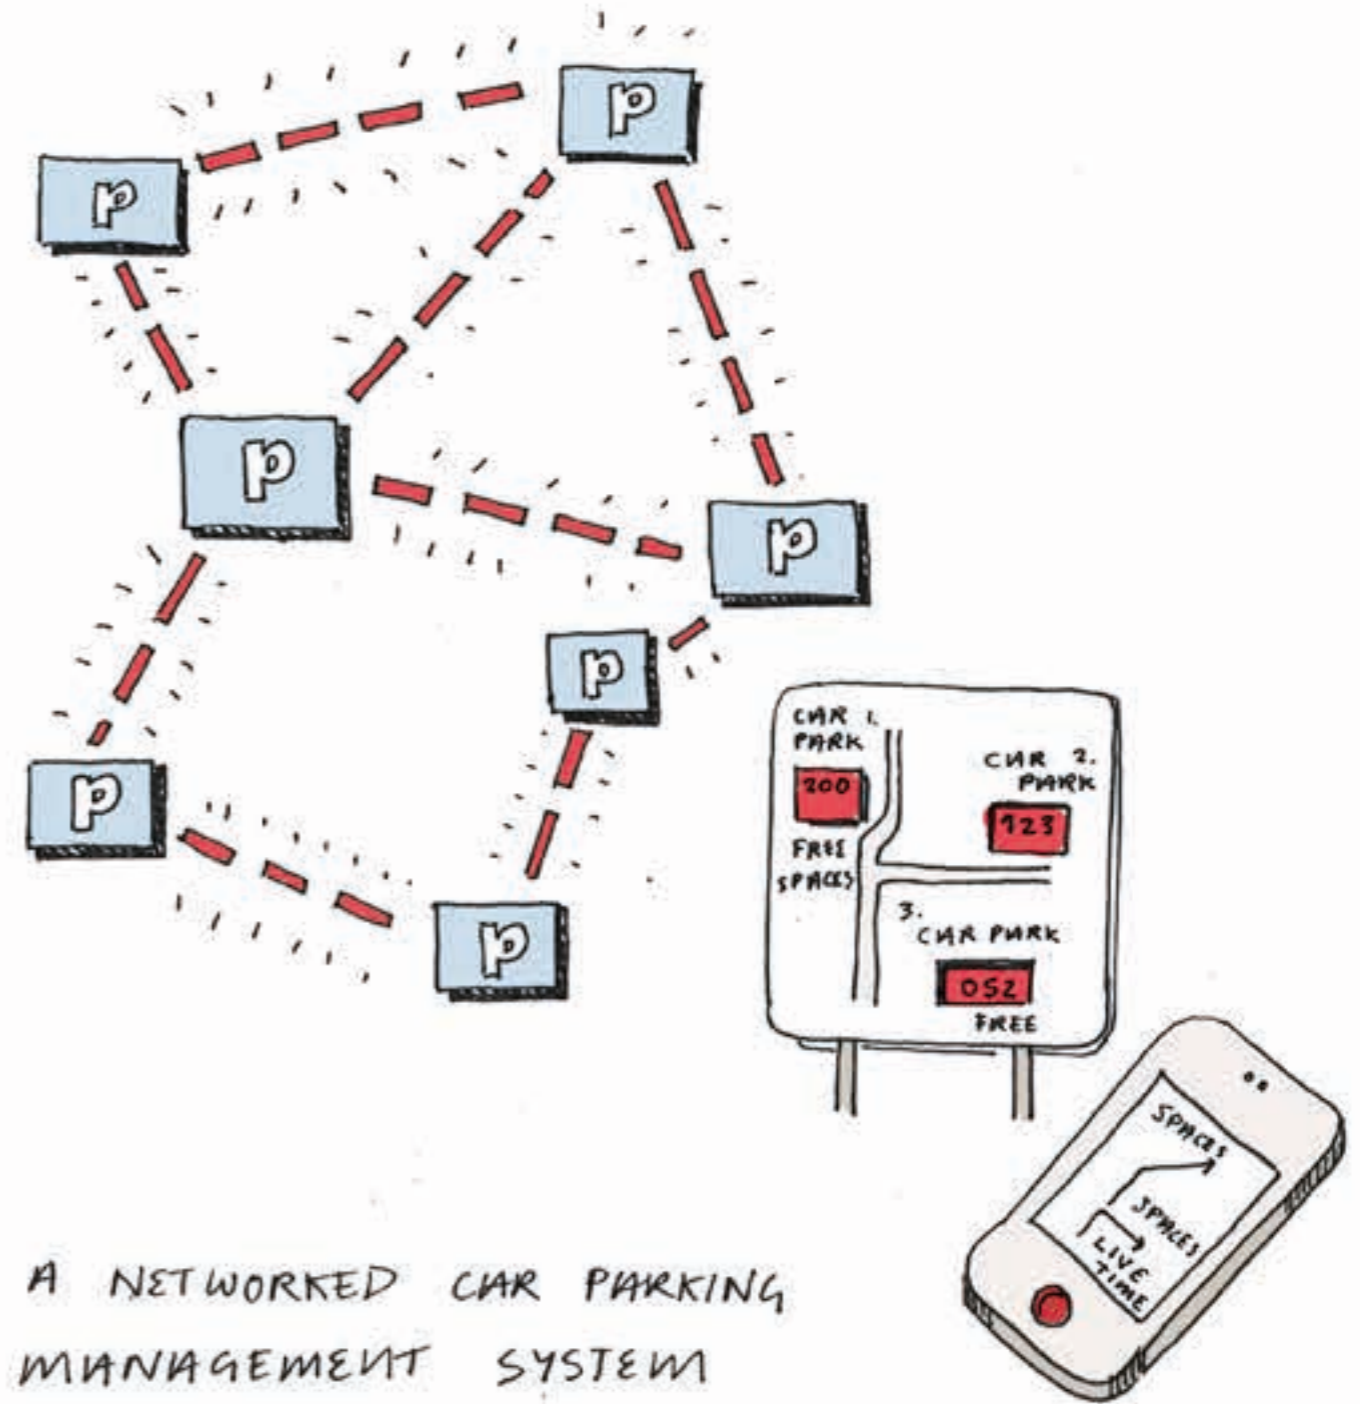 P
P
P
P
P
P
P
CAR 1.
PARK
200
FREE
SPACES
CAR 2.
PARK
123
3.
CAR PARK
052
FREE
SPACES
SPACES
LIVE
TIME
A NETWORKED CAR PARKING
MANAGEMENT SYSTEM